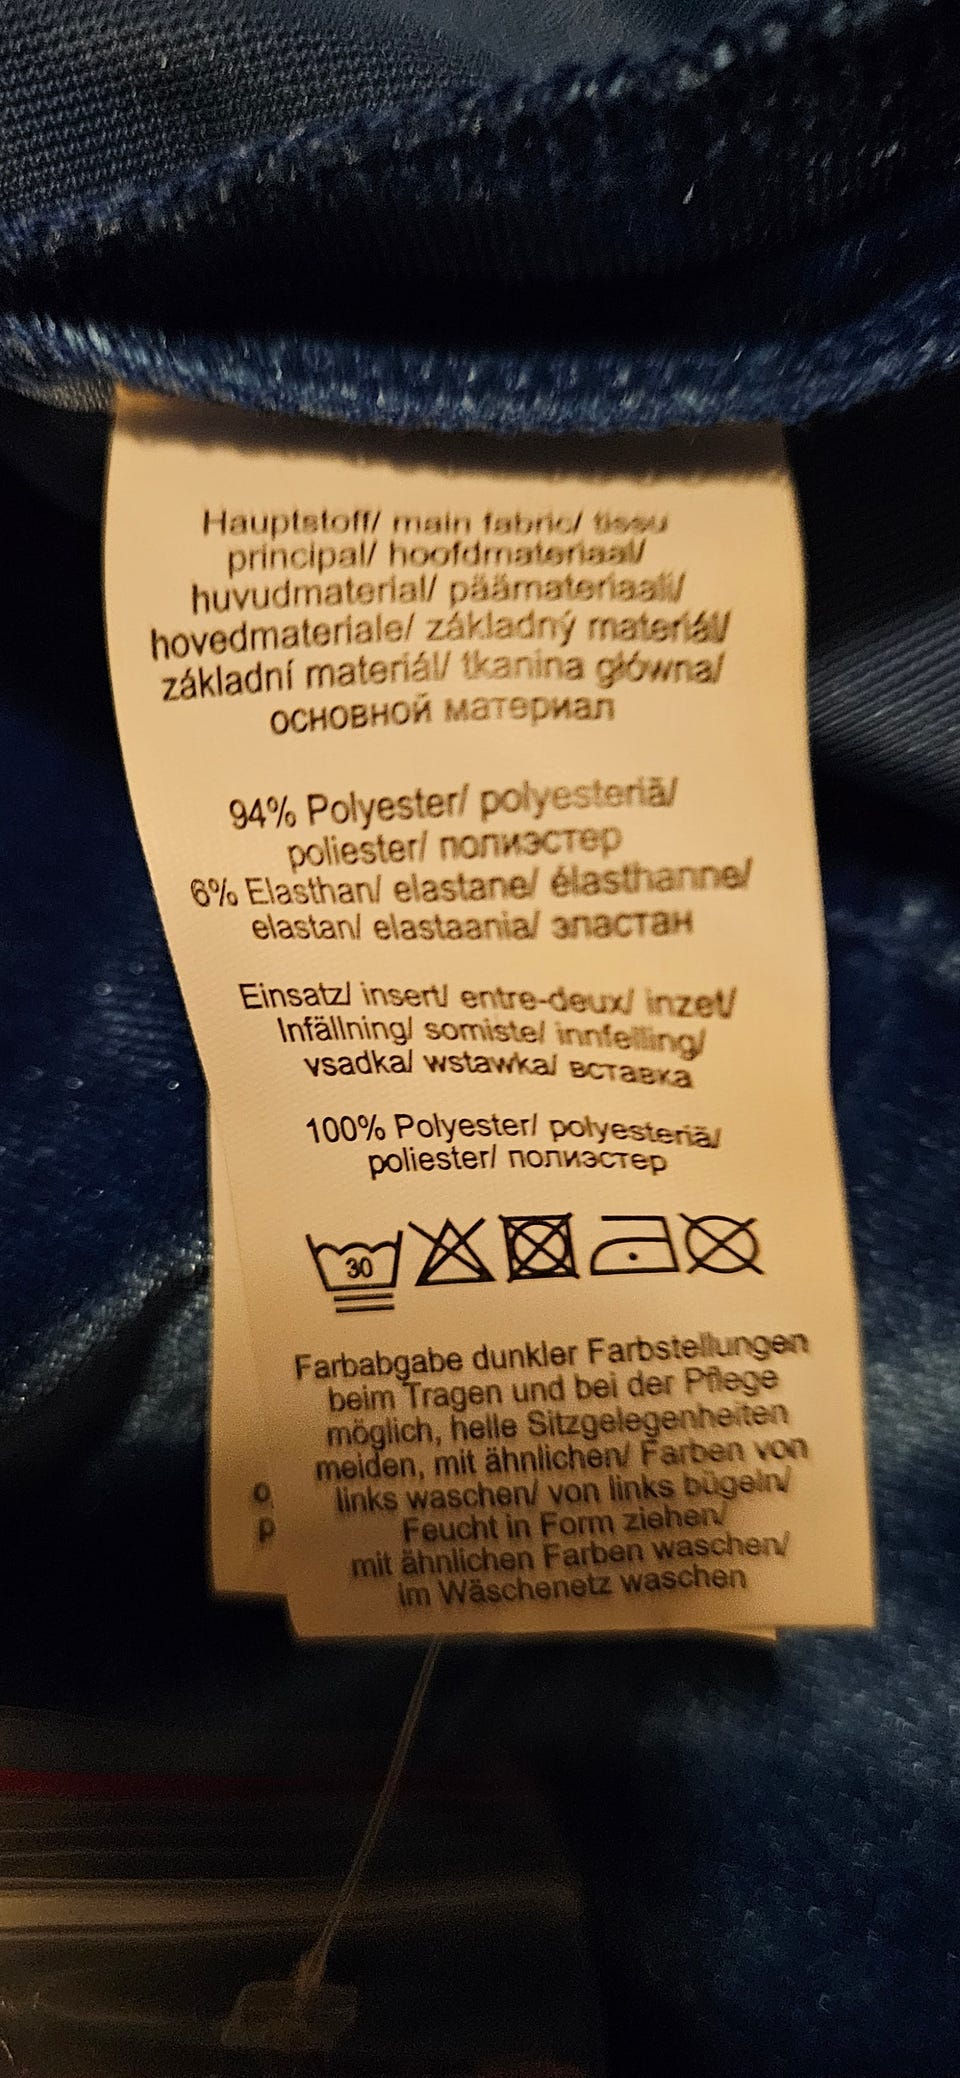 Hauptstoff/ main fabric/ tissu
principal/ hoofdmateriaal/
huvudmaterial/ päämateriaali/
hovedmateriale/ základný materiál/
základní materiál/ tkanina główna/
основной материал
94% Polyester/ polyesteriä/
poliester/ полиэстер
6% Elasthan/ elastane/ élasthanne/
elastan/ elastaania/ эластан
Einsatz/ insert/ entre-deux/ inzet/
Infällning/ somiste/ innfelling/
vsadka/ wstawka/ вставка
100% Polyester/ polyesteriä/
poliester/ полиэстер
30
Farbabgabe dunkler Farbstellungen
beim Tragen und bei der Pflege
möglich, helle Sitzgelegenheiten
meiden, mit ähnlichen/ Farben von
links waschen/ von links bügeln/
Feucht in Form ziehen/
mit ähnlichen Farben waschen/
im Wäschenetz waschen